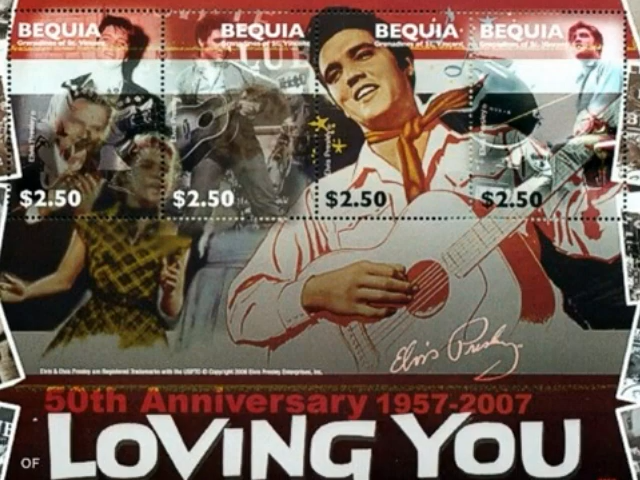 BEQUIA BEQUIA BEQUIA BEQUIA
Grenadines of St. Vincent Grenadines of St. Vincent Grenadines of St. Vincent Grenadines of St. Vincent
$2.50 $2.50 $2.50 $2.50
Elvis Presley
Elvis & Elvis Presley are Registered Trademarks with the USPTO © Copyright 2006 Elvis Presley Enterprises, Inc.
50th Anniversary 1957-2007
OF LOVING YOU